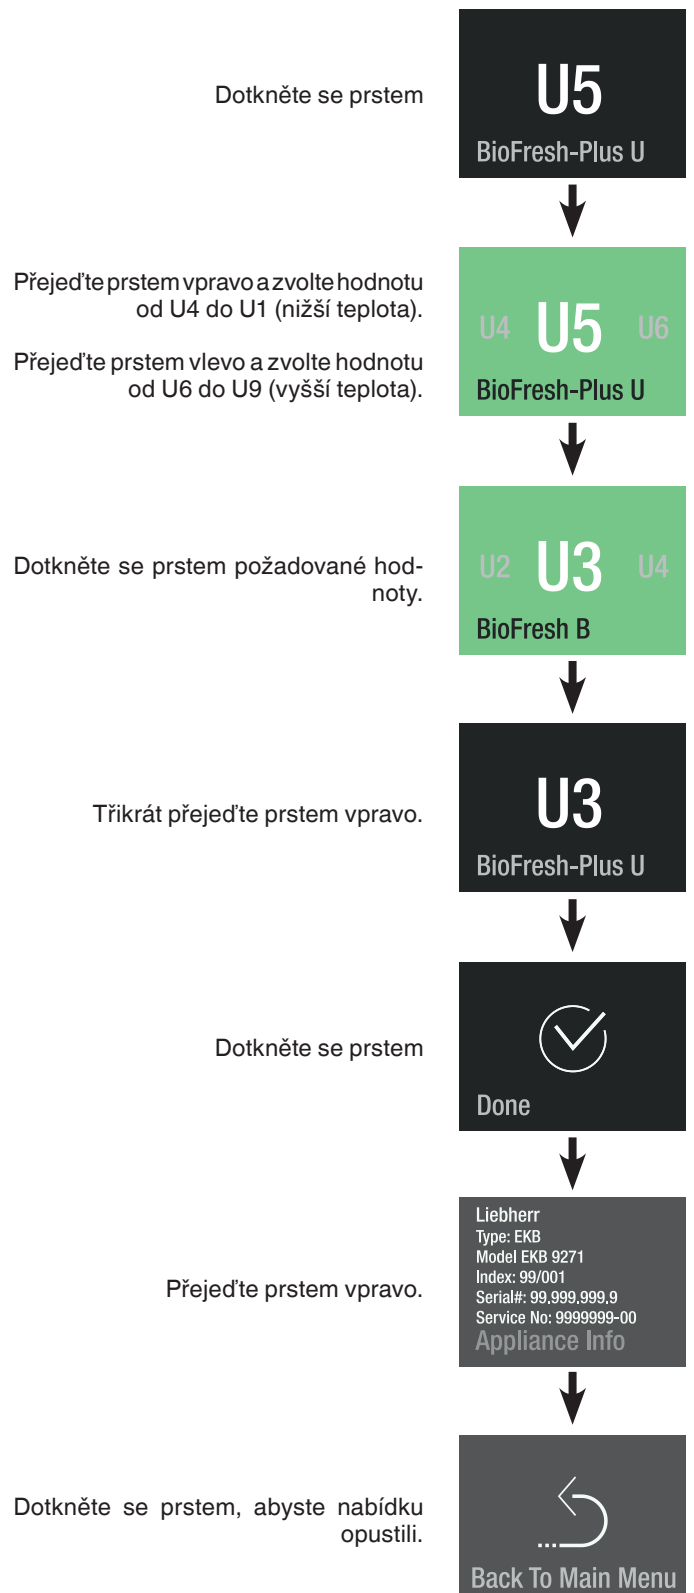 Dotkněte se prstem
U5
BioFresh-Plus U
Přejeďte prstem vpravo a zvolte hodnotu
od U4 do U1 (nižší teplota).
Přejeďte prstem vlevo a zvolte hodnotu
od U6 do U9 (vyšší teplota).
U4 U5 U6
BioFresh-Plus U
Dotkněte se prstem požadované hod-
noty.
U2 U3 U4
BioFresh B
Třikrát přejeďte prstem vpravo.
U3
BioFresh-Plus U
Dotkněte se prstem
Done
Přejeďte prstem vpravo.
Liebherr
Type: EKB
Model EKB 9271
Index: 99/001
Serial#: 99.999.999.9
Service No: 9999999-00
Appliance Info
Dotkněte se prstem, abyste nabídku
opustili.
Back To Main Menu